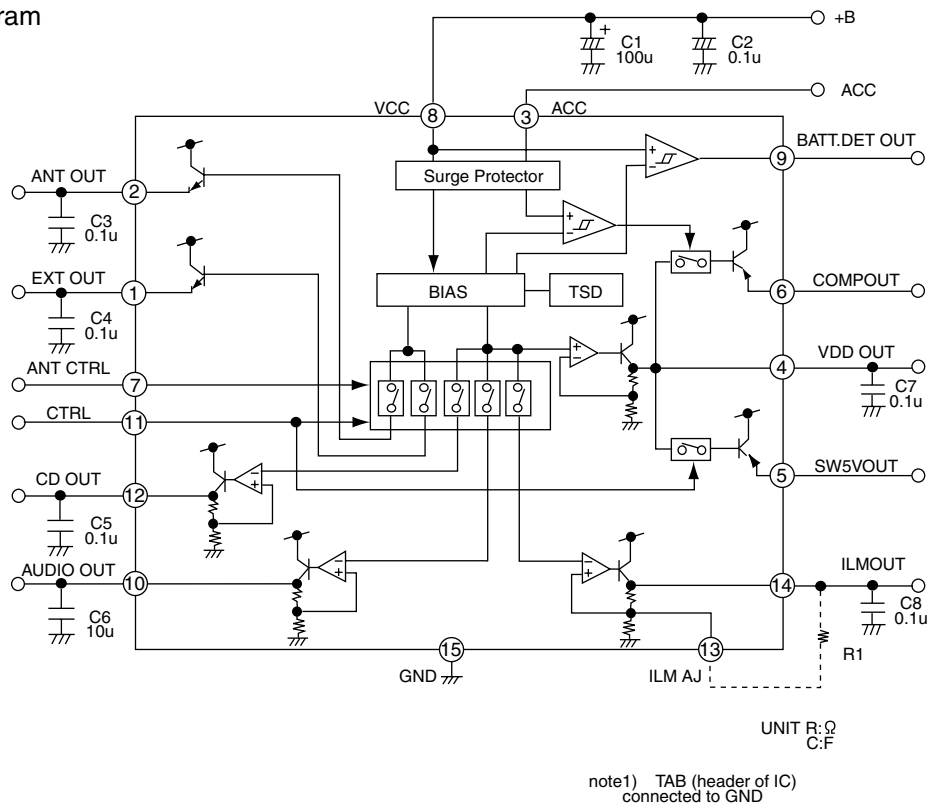 ram
+B
C1
100u
+
C2
0.1u
ACC
VCC
8
3
ACC
BATT.DET OUT
9
+
−
Surge Protector
ANT OUT
2
C3
0.1u
+
−
EXT OUT
1
C4
0.1u
BIAS
TSD
6
COMPOUT
ANT CTRL
7
+
−
4
VDD OUT
C7
0.1u
CTRL
11
CD OUT
12
−
+
C5
0.1u
5
SW5VOUT
AUDIO OUT
10
−
+
C6
10u
−
+
14
ILMOUT
C8
0.1u
R1
15
GND
13
ILM AJ
UNIT R:Ω
C:F
note1) TAB (header of IC)
connected to GND